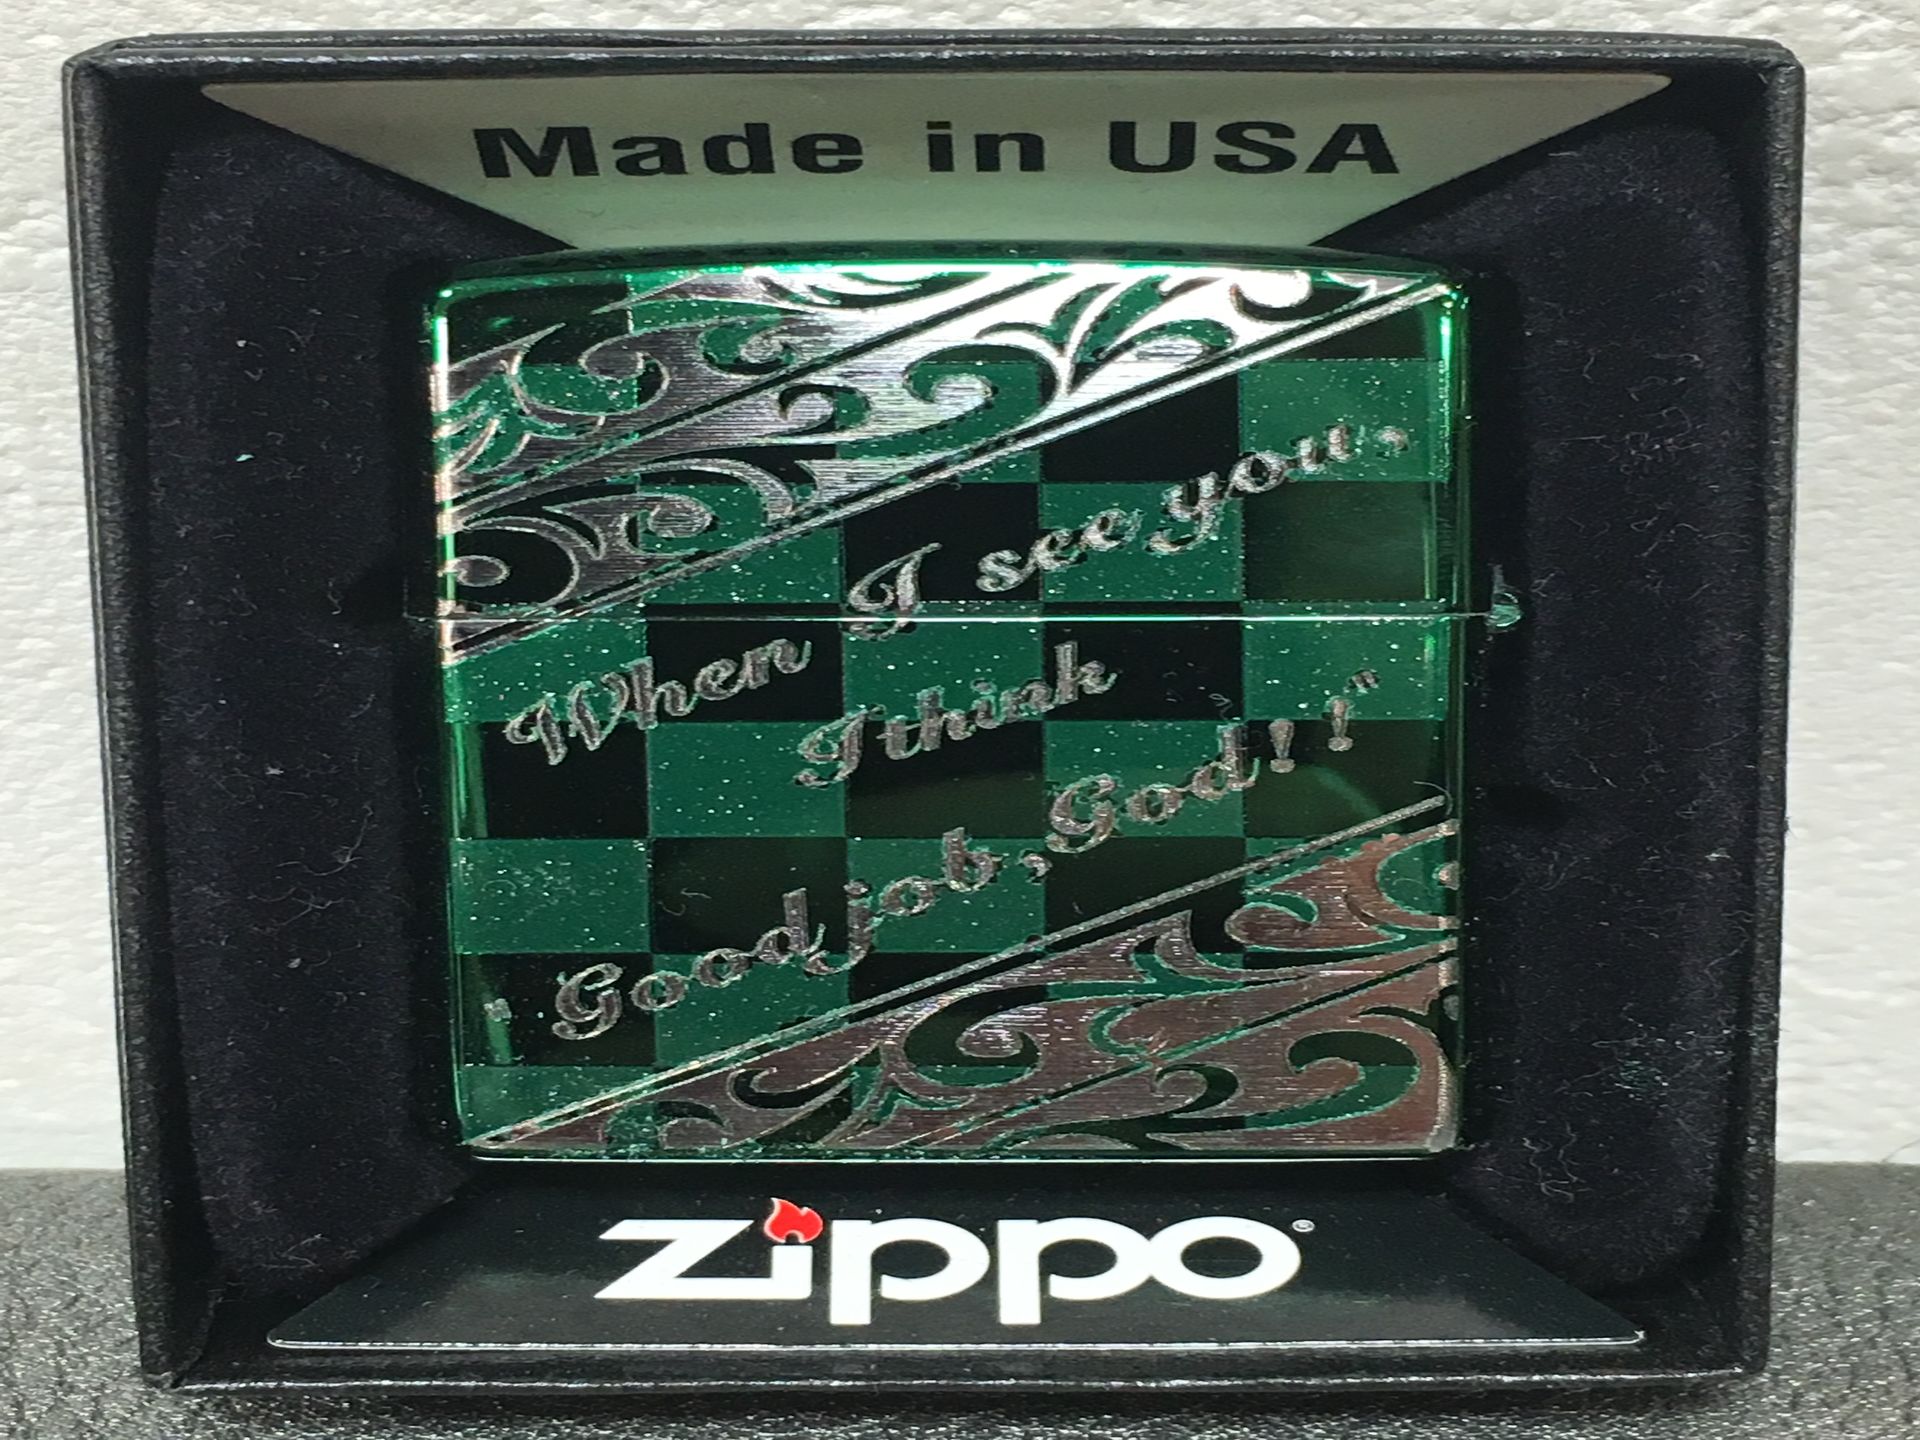 Made in USA
When I see you,
I think
"Good job, God!!"
zippo®